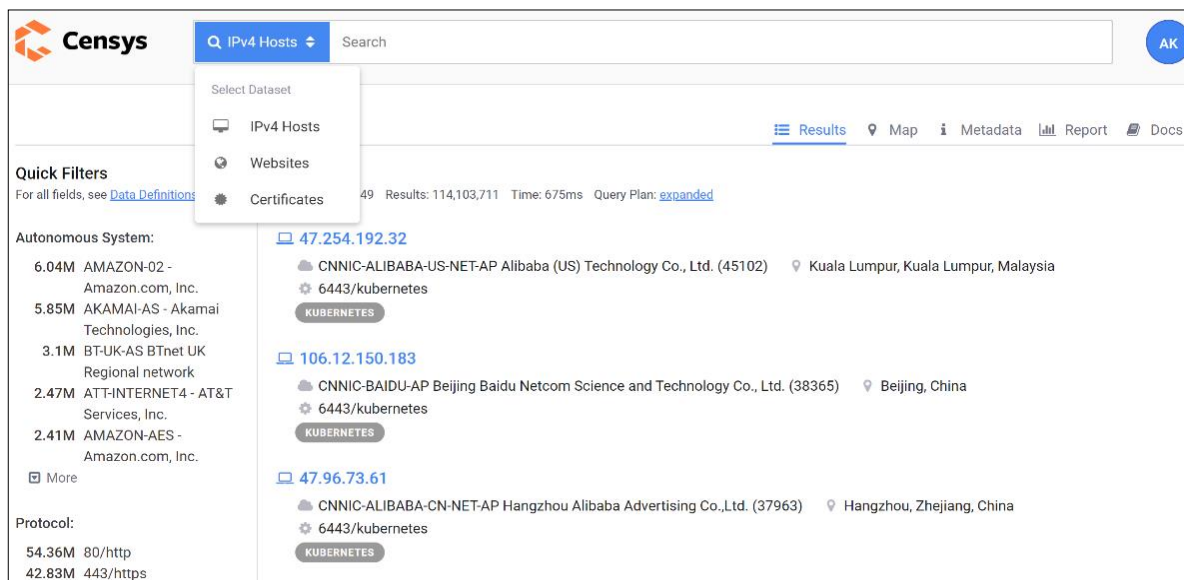 Censys
IPv4 Hosts
Search
AK
Select Dataset
IPv4 Hosts
Websites
Certificates
Results
Map
Metadata
Report
Docs
Quick Filters
For all fields, see Data Definitions
49 Results: 114,103,711 Time: 675ms Query Plan: expanded
Autonomous System:
6.04M AMAZON-02 -
Amazon.com, Inc.
5.85M AKAMAI-AS - Akamai
Technologies, Inc.
3.1M BT-UK-AS BTnet UK
Regional network
2.47M ATT-INTERNET4 - AT&T
Services, Inc.
2.41M AMAZON-AES -
Amazon.com, Inc.
More
Protocol:
54.36M 80/http
42.83M 443/https
47.254.192.32
CNNIC-ALIBABA-US-NET-AP Alibaba (US) Technology Co., Ltd. (45102) Kuala Lumpur, Kuala Lumpur, Malaysia
6443/kubernetes
KUBERNETES
106.12.150.183
CNNIC-BAIDU-AP Beijing Baidu Netcom Science and Technology Co., Ltd. (38365) Beijing, China
6443/kubernetes
KUBERNETES
47.96.73.61
CNNIC-ALIBABA-CN-NET-AP Hangzhou Alibaba Advertising Co.,Ltd. (37963) Hangzhou, Zhejiang, China
6443/kubernetes
KUBERNETES